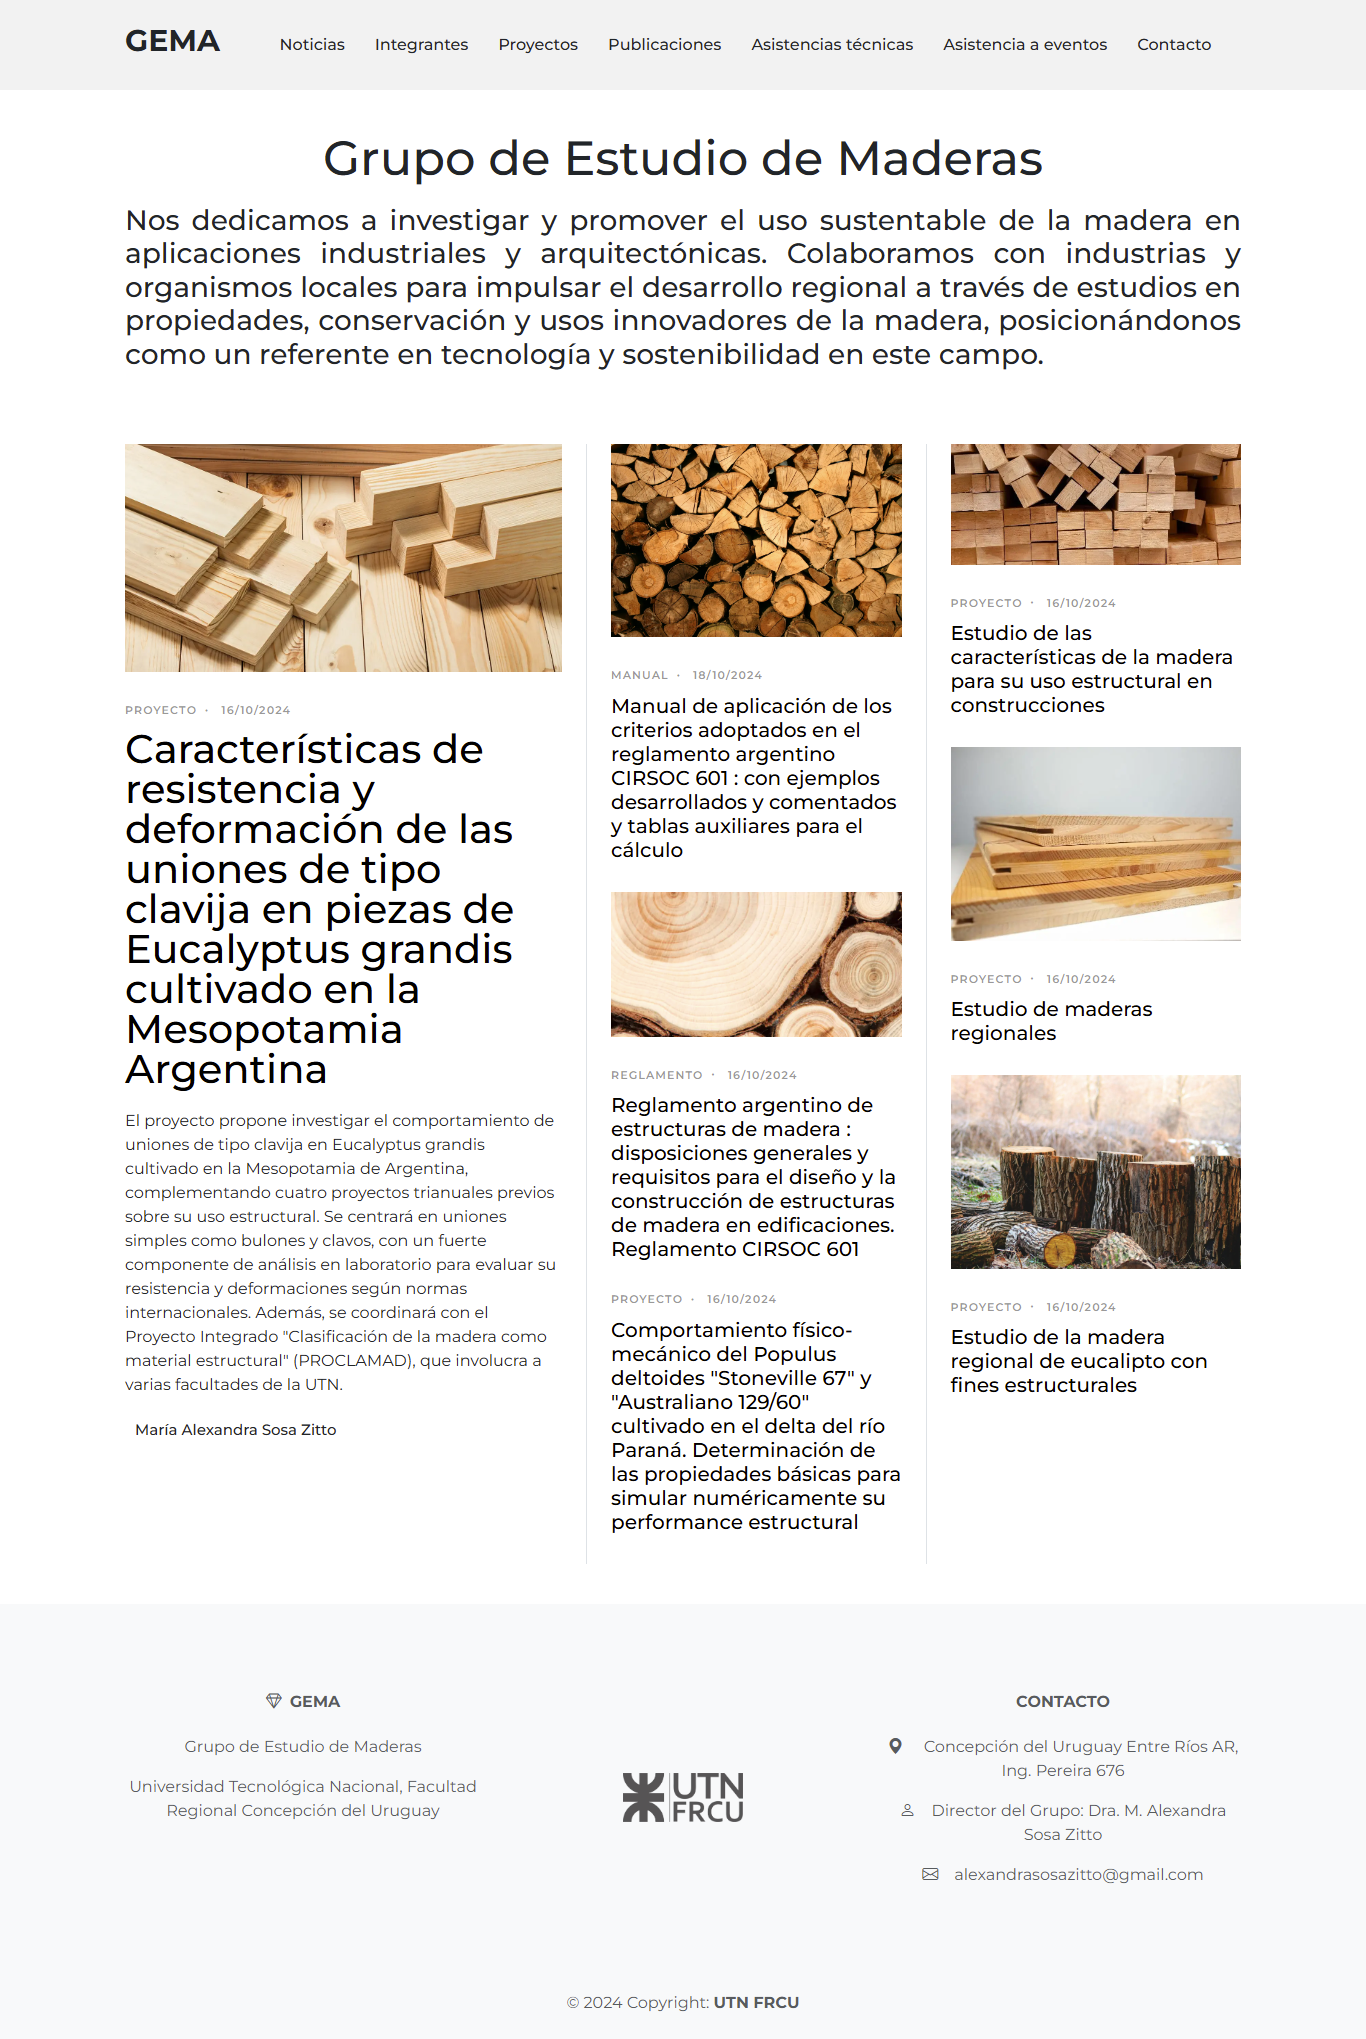 GEMA
Noticias
Integrantes
Proyectos
Publicaciones
Asistencias técnicas
Asistencia a eventos
Contacto
Grupo de Estudio de Maderas
Nos dedicamos a investigar y promover el uso sustentable de la madera en
aplicaciones industriales y arquitectónicas. Colaboramos con industrias y
organismos locales para impulsar el desarrollo regional a través de estudios en
propiedades, conservación y usos innovadores de la madera, posicionándonos
como un referente en tecnología y sostenibilidad en este campo.
PROYECTO • 16/10/2024
Características de
resistencia y
deformación de las
uniones de tipo
clavija en piezas de
Eucalyptus grandis
cultivado en la
Mesopotamia
Argentina
El proyecto propone investigar el comportamiento de
uniones de tipo clavija en Eucalyptus grandis
cultivado en la Mesopotamia de Argentina,
complementando cuatro proyectos trianuales previos
sobre su uso estructural. Se centrará en uniones
simples como bulones y clavos, con un fuerte
componente de análisis en laboratorio para evaluar su
resistencia y deformaciones según normas
internacionales. Además, se coordinará con el
Proyecto Integrado "Clasificación de la madera como
material estructural" (PROCLAMAD), que involucra a
varias facultades de la UTN.
María Alexandra Sosa Zitto
MANUAL • 18/10/2024
Manual de aplicación de los
criterios adoptados en el
reglamento argentino
CIRSOC 601 : con ejemplos
desarrollados y comentados
y tablas auxiliares para el
cálculo
REGLAMENTO • 16/10/2024
Reglamento argentino de
estructuras de madera :
disposiciones generales y
requisitos para el diseño y la
construcción de estructuras
de madera en edificaciones.
Reglamento CIRSOC 601
PROYECTO • 16/10/2024
Comportamiento físico-
mecánico del Populus
deltoides "Stoneville 67" y
"Australiano 129/60"
cultivado en el delta del río
Paraná. Determinación de
las propiedades básicas para
simular numéricamente su
performance estructural
PROYECTO • 16/10/2024
Estudio de las
características de la madera
para su uso estructural en
construcciones
PROYECTO • 16/10/2024
Estudio de maderas
regionales
PROYECTO • 16/10/2024
Estudio de la madera
regional de eucalipto con
fines estructurales
GEMA
Grupo de Estudio de Maderas
Universidad Tecnológica Nacional, Facultad
Regional Concepción del Uruguay
UTN
FRCU
CONTACTO
Concepción del Uruguay Entre Ríos AR,
Ing. Pereira 676
Director del Grupo: Dra. M. Alexandra
Sosa Zitto
alexandrasosazitto@gmail.com
© 2024 Copyright: UTN FRCU